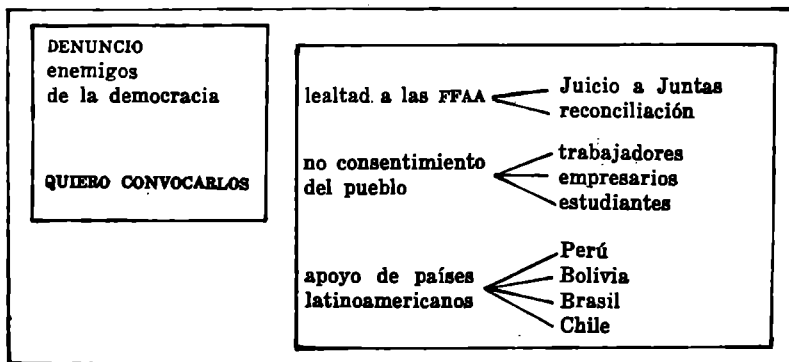 DENUNCIO
enemigos
de la democracia
QUIERO CONVOCARLOS
lealtad. a las FFAA
Juicio a Juntas
reconciliación
no consentimiento
del pueblo
trabajadores
empresarios
estudiantes
apoyo de países
latinoamericanos
Perú
Bolivia
Brasil
Chile